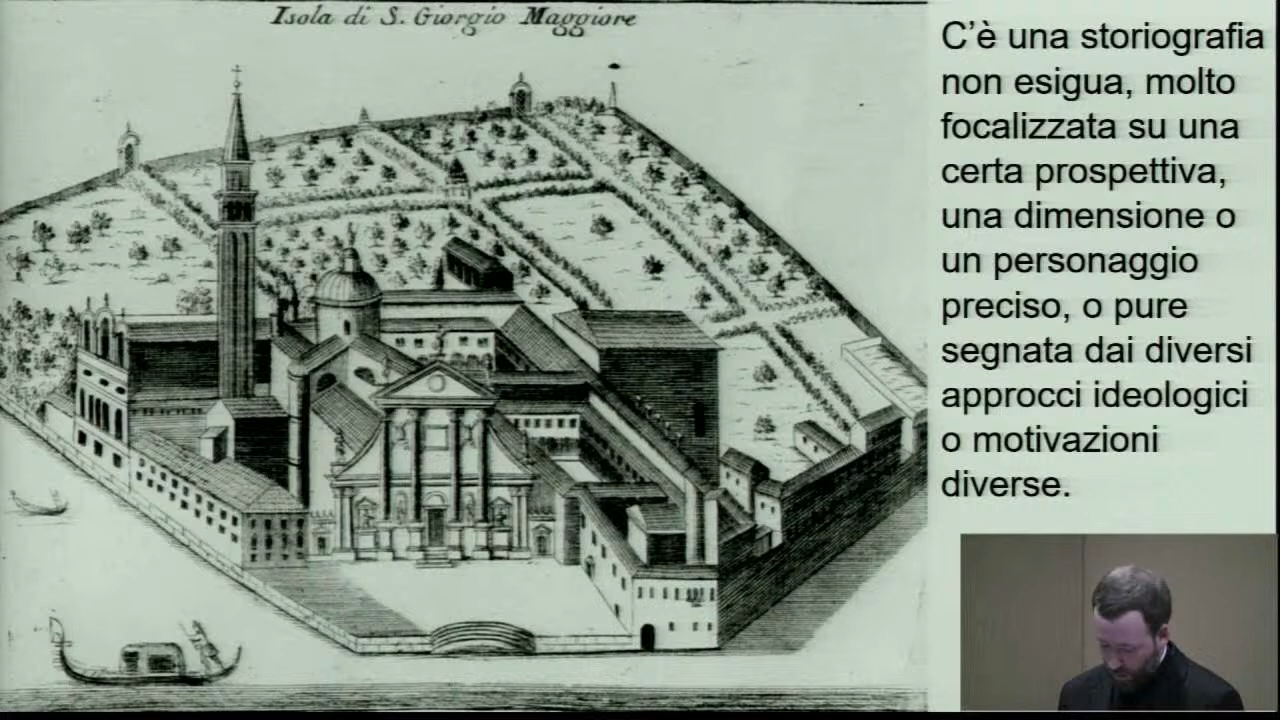 Isola di S. Giorgio Maggiore
C'è una storiografia
non esigua, molto
focalizzata su una
certa prospettiva,
una dimensione o
un personaggio
preciso, o pure
segnata dai diversi
approcci ideologici
o motivazioni
diverse.